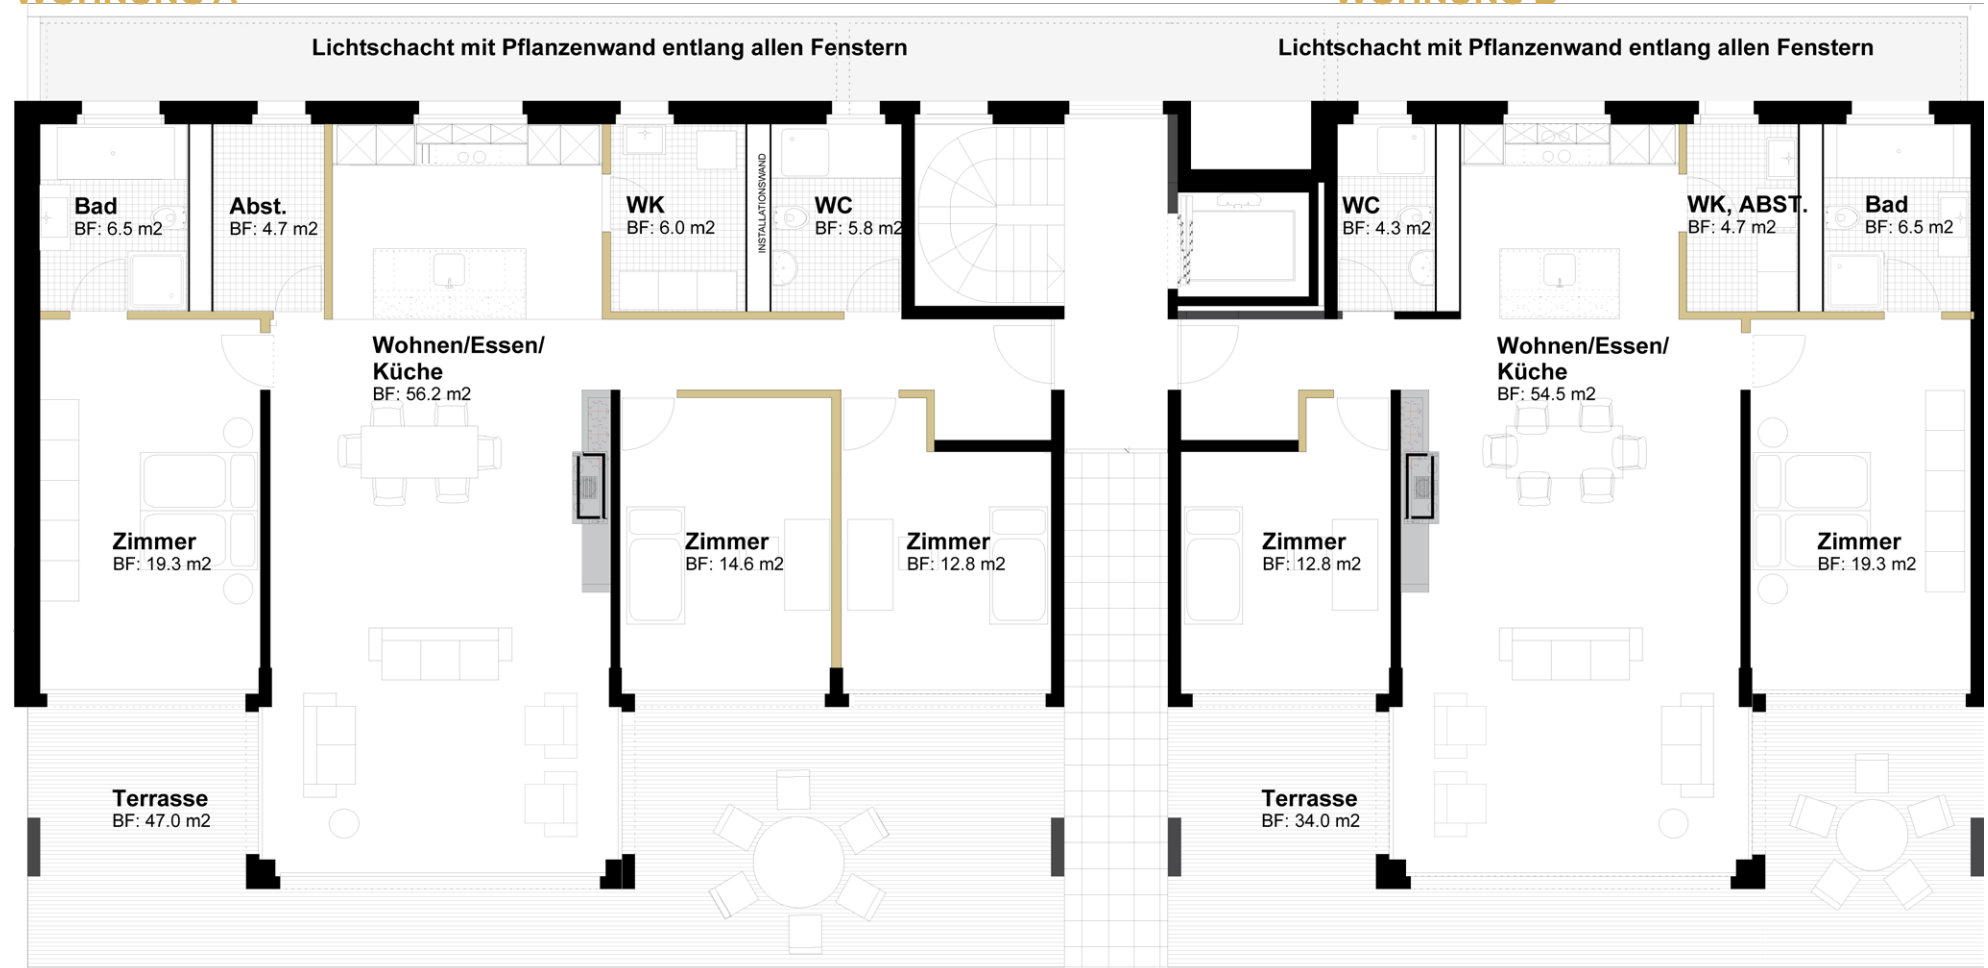 WOHNUNG A
WOHNUNG B
Lichtschacht mit Pflanzenwand entlang allen Fenstern
Lichtschacht mit Pflanzenwand entlang allen Fenstern
Bad
BF: 6.5 m2
Abst.
BF: 4.7 m2
WK
BF: 6.0 m2
INSTALLATIONSWAND
WC
BF: 5.8 m2
WC
BF: 4.3 m2
WK, ABST.
BF: 4.7 m2
Bad
BF: 6.5 m2
Wohnen/Essen/
Küche
BF: 56.2 m2
Wohnen/Essen/
Küche
BF: 54.5 m2
Zimmer
BF: 19.3 m2
Zimmer
BF: 14.6 m2
Zimmer
BF: 12.8 m2
Zimmer
BF: 12.8 m2
Zimmer
BF: 19.3 m2
Terrasse
BF: 47.0 m2
Terrasse
BF: 34.0 m2